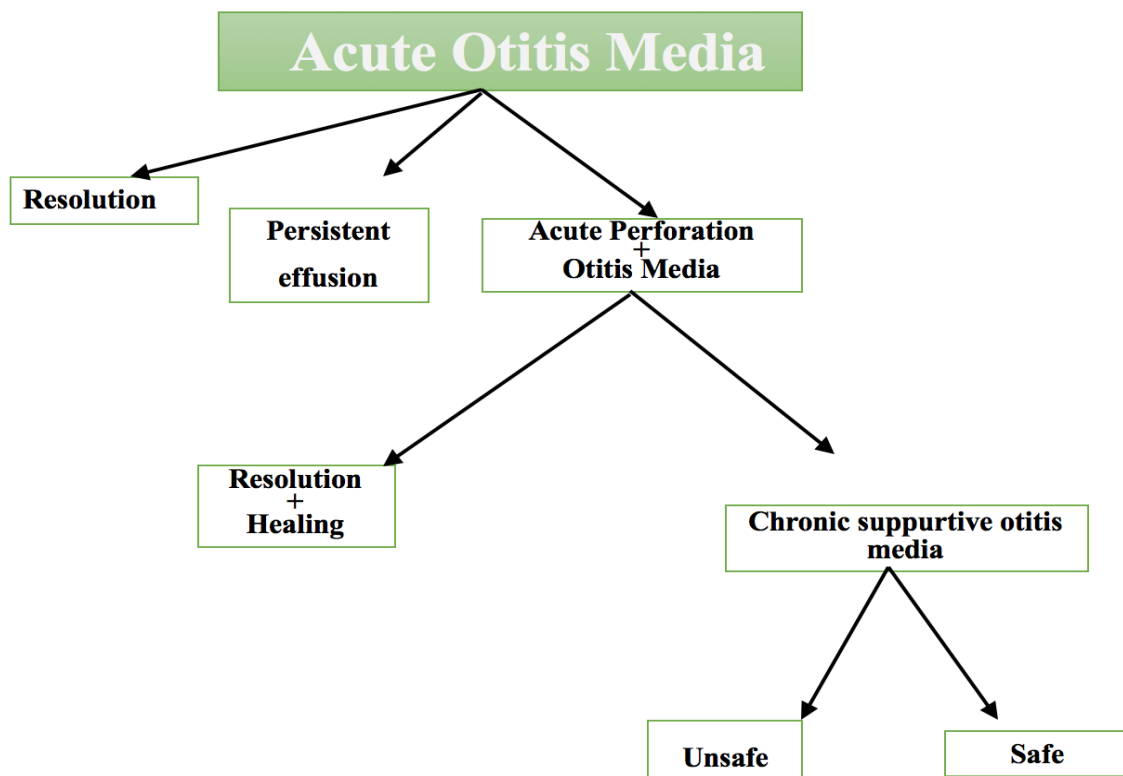 Acute Otitis Media
Resolution
Persistent
effusion
Acute Perforation
+
Otitis Media
Resolution
+
Healing
Chronic suppurtive otitis
media
Unsafe
Safe